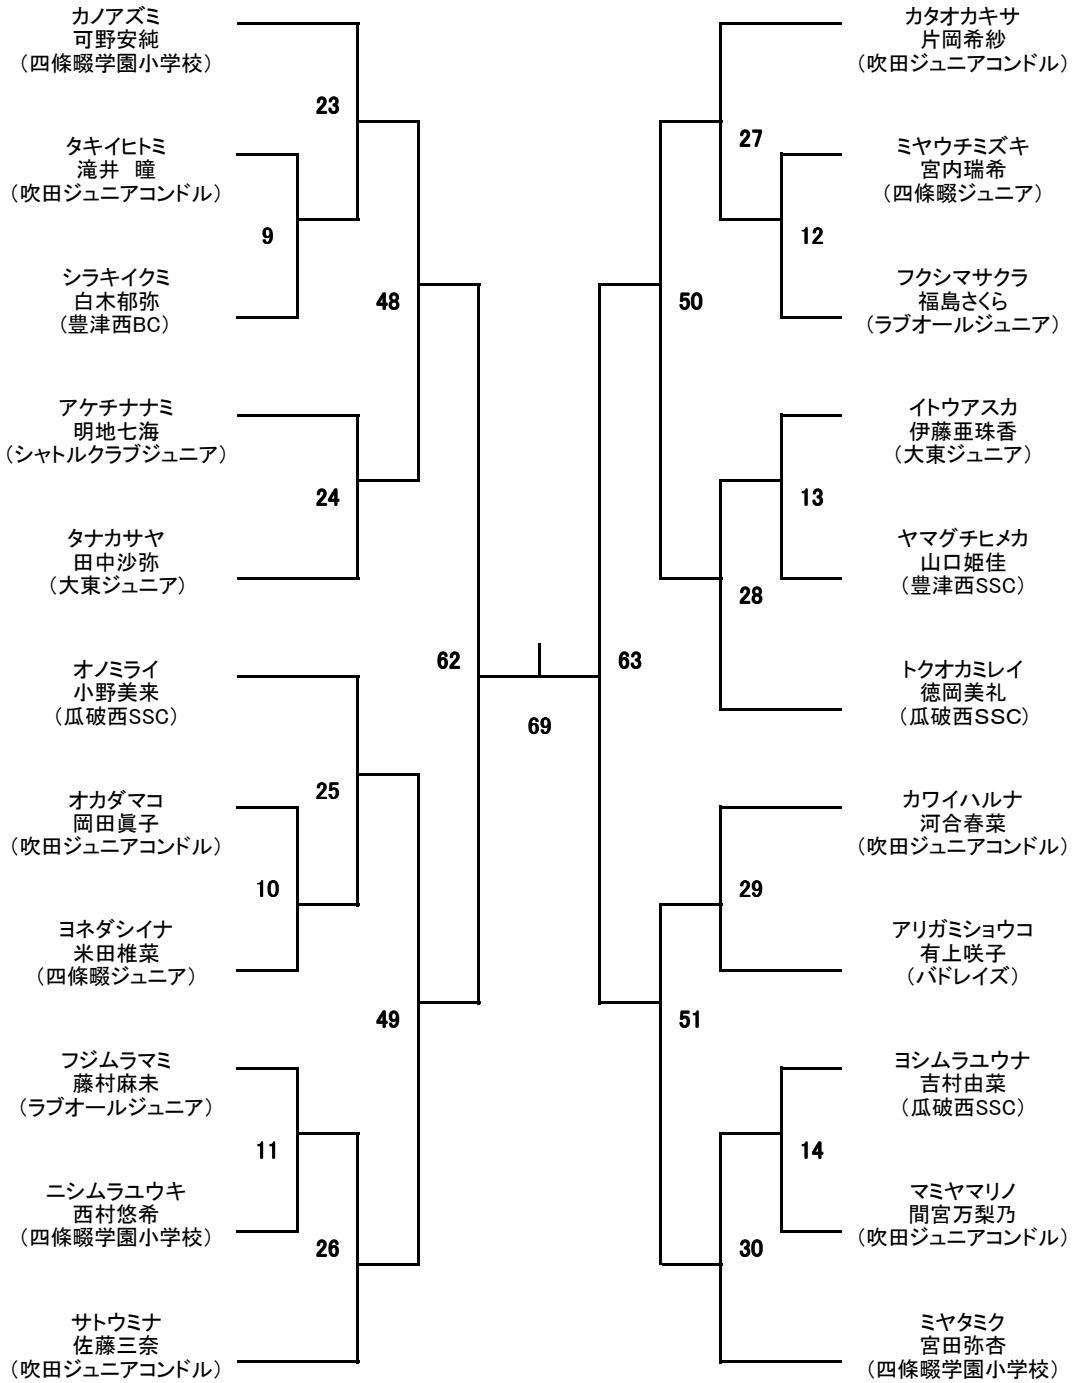 カノアズミ
可野安純
（四條畷学園小学校）
23
タキイヒトミ
滝井　瞳
（吹田ジュニアコンドル）
9
シラキイクミ
白木郁弥
（豊津西BC）
48
アケチナナミ
明地七海
（シャトルクラブジュニア）
24
タナカサヤ
田中沙弥
（大東ジュニア）
62
オノミライ
小野美来
（瓜破西SSC）
25
オカダマコ
岡田眞子
（吹田ジュニアコンドル）
10
ヨネダシイナ
米田椎菜
（四條畷ジュニア）
49
フジムラマミ
藤村麻未
（ラブオールジュニア）
11
ニシムラユウキ
西村悠希
（四條畷学園小学校）
26
サトウミナ
佐藤三奈
（吹田ジュニアコンドル）
69
カタオカキサ
片岡希紗
（吹田ジュニアコンドル）
27
ミヤウチミズキ
宮内瑞希
（四條畷ジュニア）
12
フクシマサクラ
福島さくら
（ラブオールジュニア）
50
イトウアスカ
伊藤亜珠香
（大東ジュニア）
13
ヤマグチヒメカ
山口姫佳
（豊津西SSC）
28
63
トクオカミレイ
徳岡美礼
（瓜破西ＳＳＣ）
カワイハルナ
河合春菜
（吹田ジュニアコンドル）
29
アリガミショウコ
有上咲子
（バドレイズ）
51
ヨシムラユウナ
吉村由菜
（瓜破西SSC）
14
マミヤマリノ
間宮万梨乃
（吹田ジュニアコンドル）
30
ミヤタミク
宮田弥杏
（四條畷学園小学校）